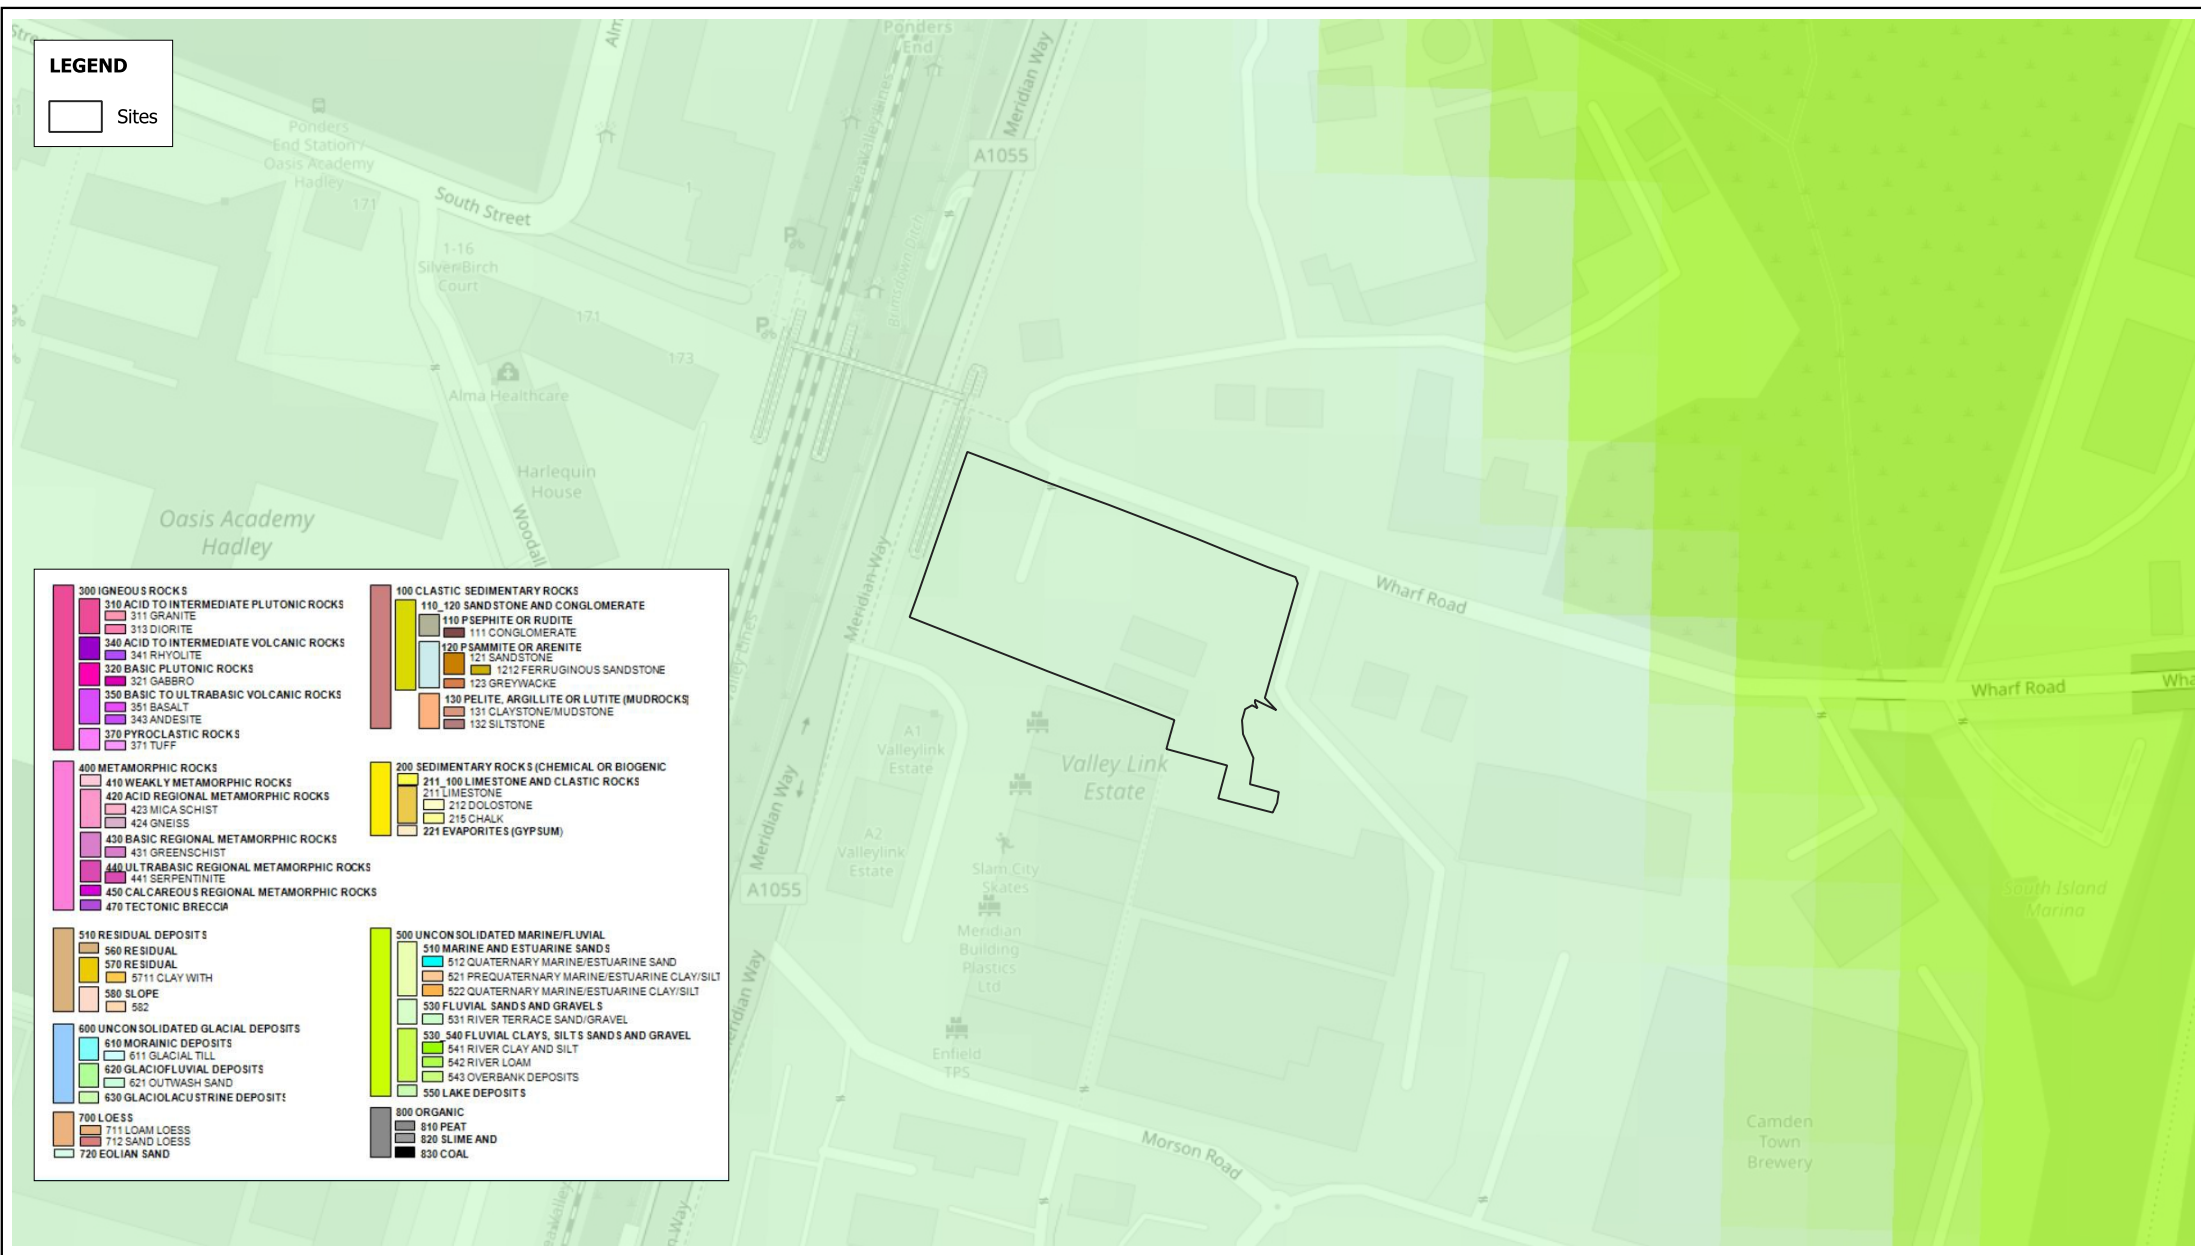 LEGEND
Sites
Ponders
End
Meridian Way
A1055
Lea Valley Lines
Ponders
End Station /
Oasis Academy
Hadley
171
South Street
1
1-16
Silver Birch
Court
P
Brimsdown Ditch
171
P
173
Alma Healthcare
Harlequin
House
Oasis Academy
Hadley
Woodall
Meridian Way
Wharf Road
Wharf Road
Wha
Valley Lines
A1
Valleylink
Estate
Valley Link
Estate
Meridian Way
A2
Valleylink
Estate
A1055
Slam City
Skates
Meridian
Building
Plastics
Ltd
South Island
Marina
Enfield
TPS
Camden
Town
Brewery
Morson Road
300 IGNEOUS ROCKS
310 ACID TO INTERMEDIATE PLUTONIC ROCKS
311 GRANITE
313 DIORITE
340 ACID TO INTERMEDIATE VOLCANIC ROCKS
341 RHYOLITE
320 BASIC PLUTONIC ROCKS
321 GABBRO
350 BASIC TO ULTRABASIC VOLCANIC ROCKS
351 BASALT
343 ANDESITE
370 PYROCLASTIC ROCKS
371 TUFF
400 METAMORPHIC ROCKS
410 WEAKLY METAMORPHIC ROCKS
420 ACID REGIONAL METAMORPHIC ROCKS
423 MICA SCHIST
424 GNEISS
430 BASIC REGIONAL METAMORPHIC ROCKS
431 GREENSCHIST
440 ULTRABASIC REGIONAL METAMORPHIC ROCKS
441 SERPENTINITE
450 CALCAREOUS REGIONAL METAMORPHIC ROCKS
470 TECTONIC BRECCIA
510 RESIDUAL DEPOSITS
560 RESIDUAL
570 RESIDUAL
5711 CLAY WITH
580 SLOPE
582
600 UNCONSOLIDATED GLACIAL DEPOSITS
610 MORAINIC DEPOSITS
611 GLACIAL TILL
620 GLACIOFLUVIAL DEPOSITS
621 OUTWASH SAND
630 GLACIOLACUSTRINE DEPOSITS
700 LOESS
711 LOAM LOESS
712 SAND LOESS
720 EOLIAN SAND
100 CLASTIC SEDIMENTARY ROCKS
110_120 SANDSTONE AND CONGLOMERATE
110 PSEPHITE OR RUDITE
111 CONGLOMERATE
120 PSAMMITE OR ARENITE
121 SANDSTONE
1212 FERRUGINOUS SANDSTONE
123 GREYWACKE
130 PELITE, ARGILLITE OR LUTITE (MUDROCKS)
131 CLAYSTONE/MUDSTONE
132 SILTSTONE
200 SEDIMENTARY ROCKS (CHEMICAL OR BIOGENIC
211_100 LIMESTONE AND CLASTIC ROCKS
211 LIMESTONE
212 DOLOSTONE
215 CHALK
221 EVAPORITES (GYPSUM)
500 UNCONSOLIDATED MARINE/FLUVIAL
510 MARINE AND ESTUARINE SANDS
512 QUATERNARY MARINE/ESTUARINE SAND
521 PREQUATERNARY MARINE/ESTUARINE CLAY/SILT
522 QUATERNARY MARINE/ESTUARINE CLAY/SILT
530 FLUVIAL SANDS AND GRAVELS
531 RIVER TERRACE SAND/GRAVEL
530_540 FLUVIAL CLAYS, SILTS SANDS AND GRAVEL
541 RIVER CLAY AND SILT
542 RIVER LOAM
543 OVERBANK DEPOSITS
550 LAKE DEPOSITS
800 ORGANIC
810 PEAT
820 SLIME AND
830 COAL